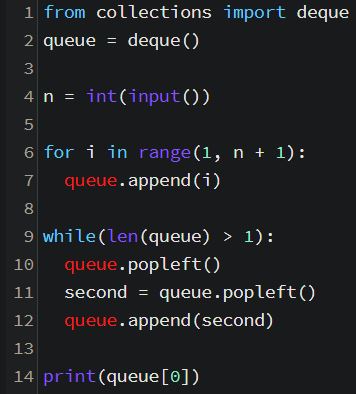 1 from collections import deque
2 queue = deque()
3
4 n = int(input())
5
6 for i in range(1, n + 1):
7   queue.append(i)
8
9 while(len(queue) > 1):
10   queue.popleft()
11   second = queue.popleft()
12   queue.append(second)
13
14 print(queue[0])